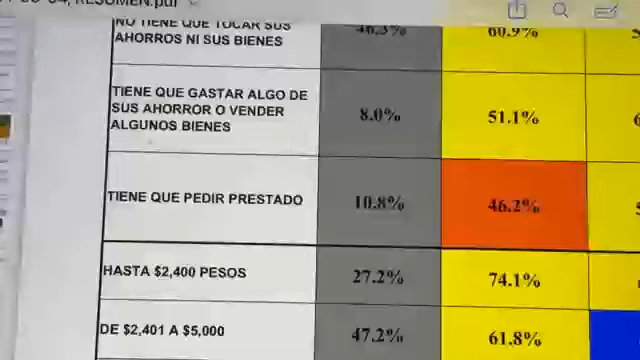 RESUMEN.pdf
NO TIENE QUE TOCAR SUS
AHORROS NI SUS BIENES
46.3%
60.9%
TIENE QUE GASTAR ALGO DE
SUS AHORROR O VENDER
ALGUNOS BIENES
8.0%
51.1%
TIENE QUE PEDIR PRESTADO
10.8%
46.2%
HASTA $2,400 PESOS
27.2%
74.1%
DE $2,401 A $5,000
47.2%
61.8%